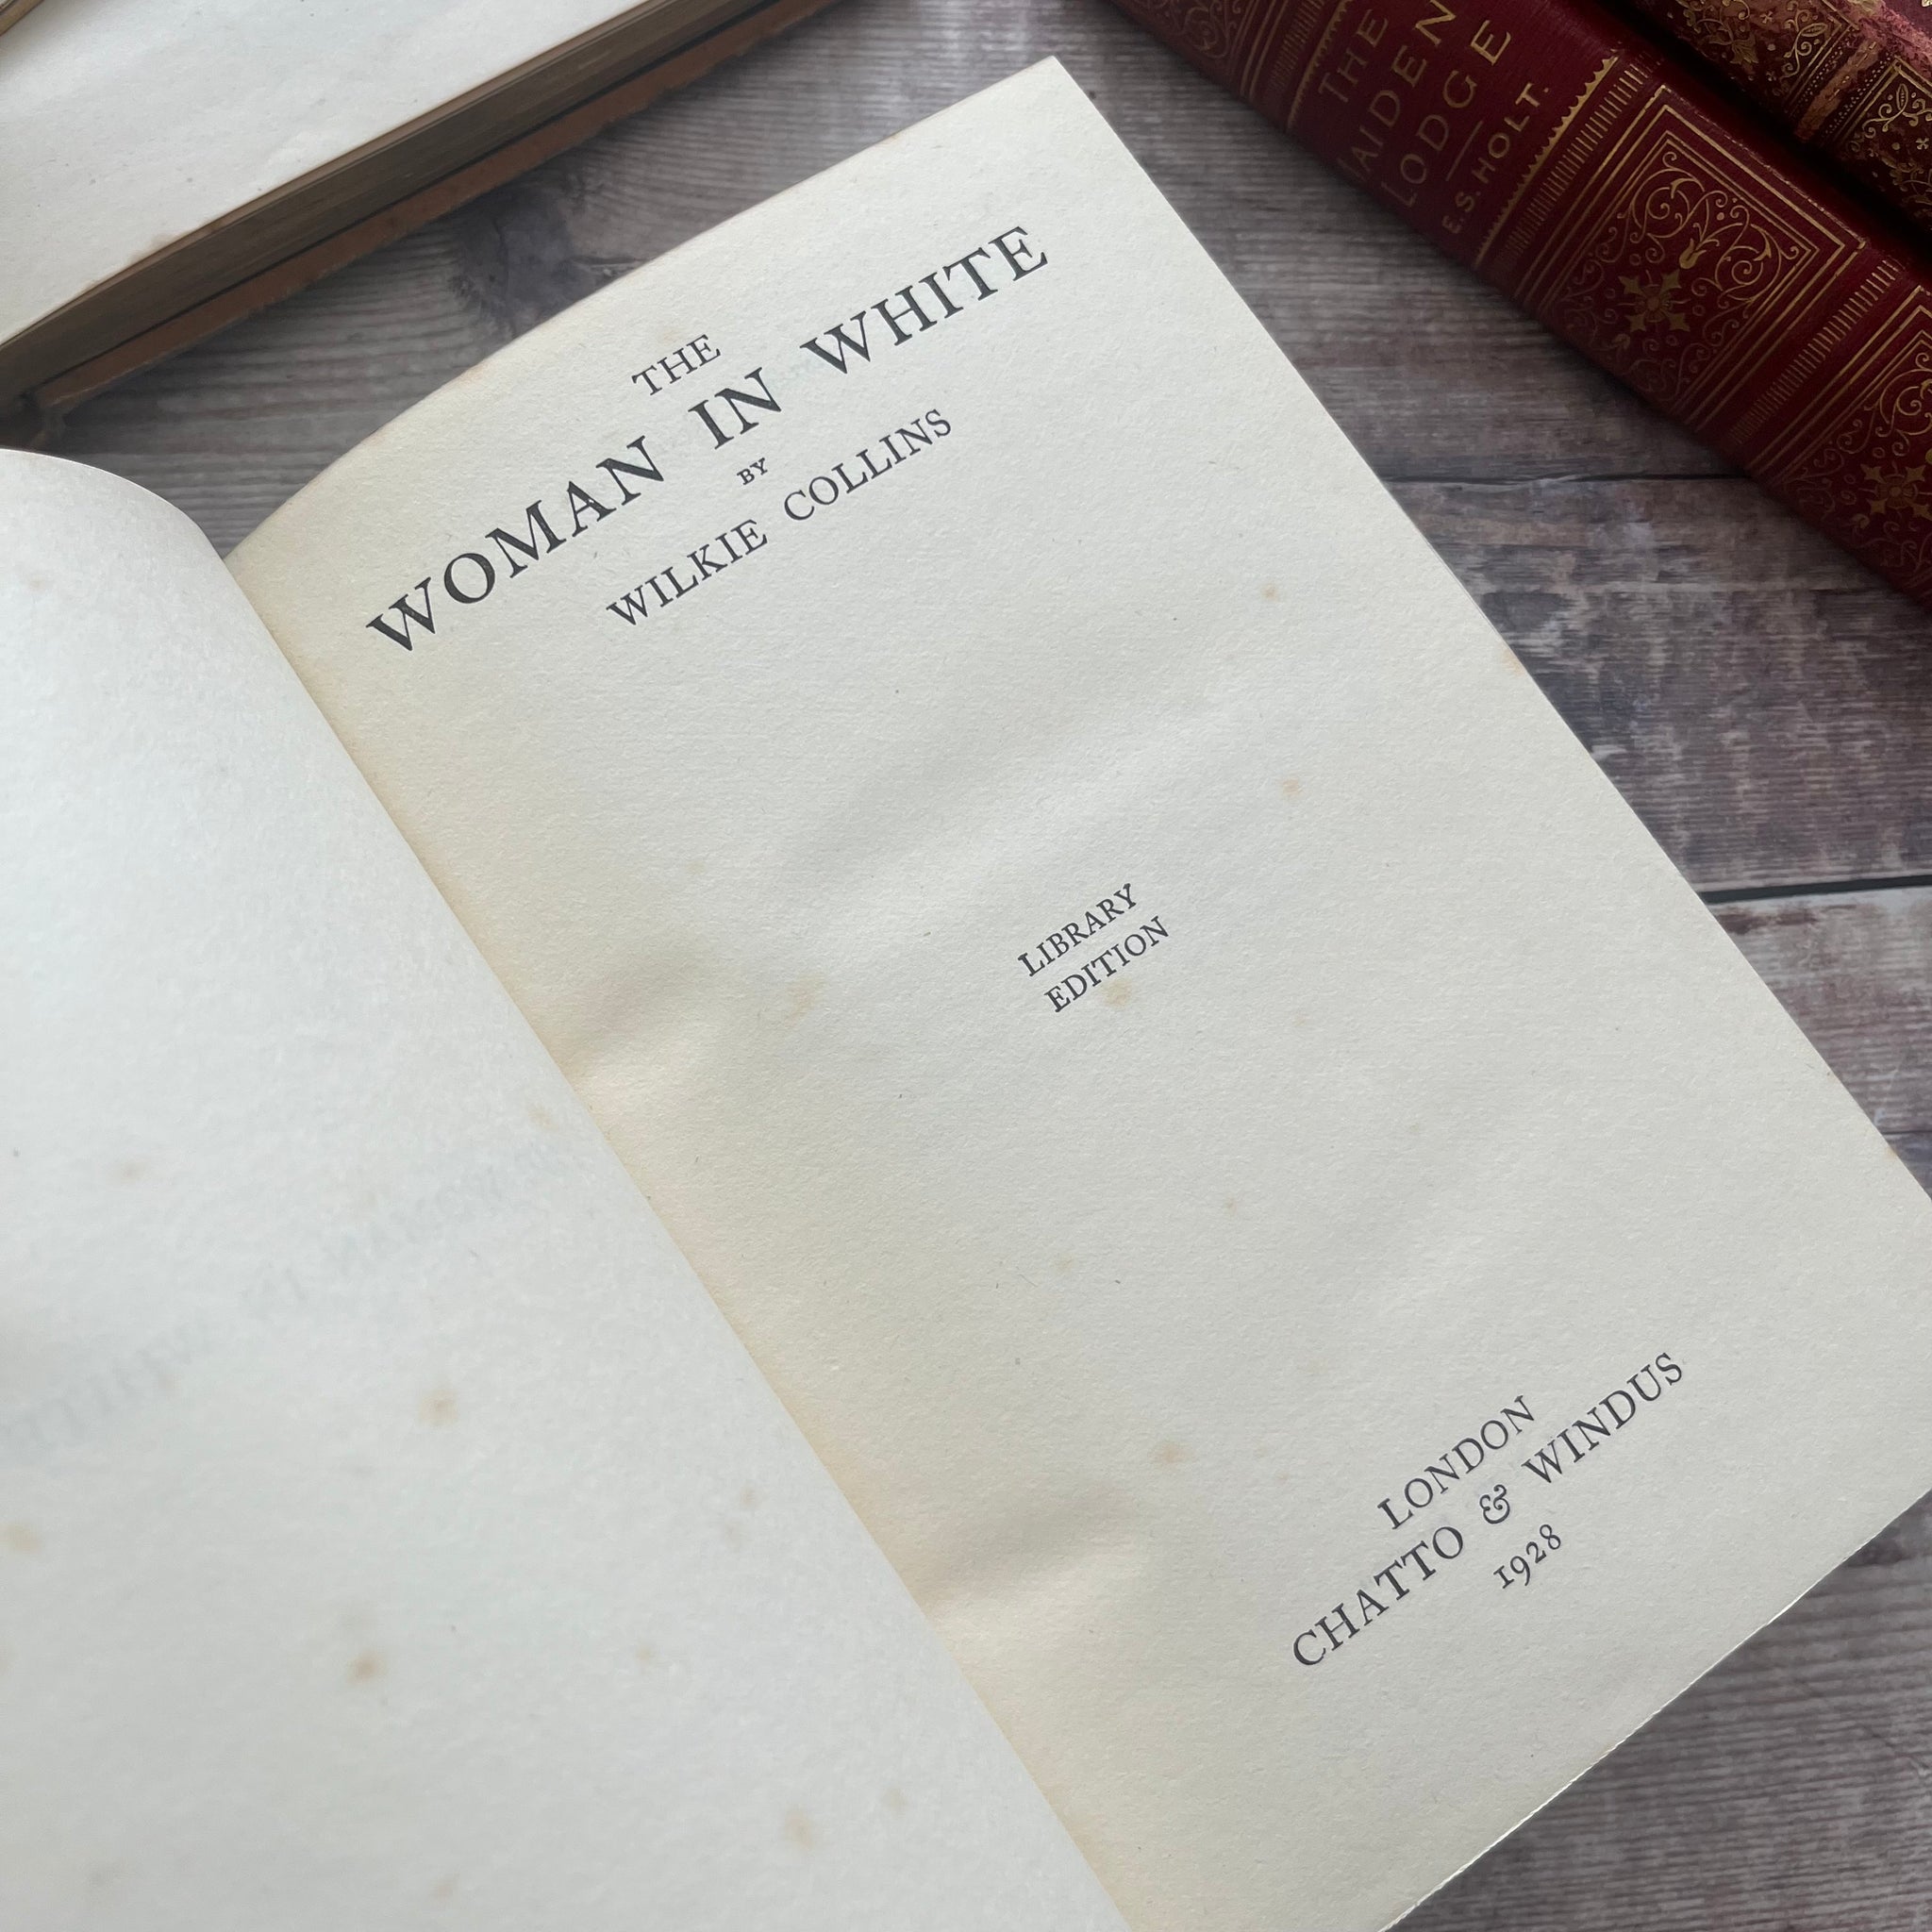 THE
WOMAN IN WHITE
BY
WILKIE COLLINS
LIBRARY
EDITION
LONDON
CHATTO & WINDUS
1928
THE
LODGE
E.S. HOLT.